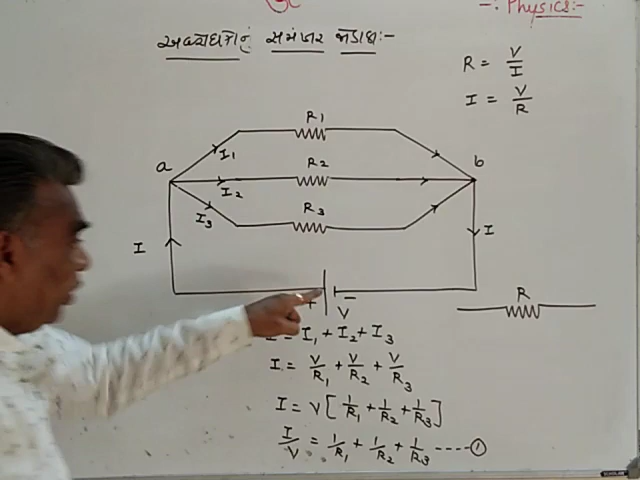 -: Physics:-
અવરોધોનું સમાંતર જોડાણ:-
R = V/I
I = V/R
R1
a I1 R2 b
I2
I3 R3
I I
R
+ − V
I = I1 + I2 + I3
I = V/R1 + V/R2 + V/R3
I = V [ 1/R1 + 1/R2 + 1/R3 ]
I/V = 1/R1 + 1/R2 + 1/R3 -----①